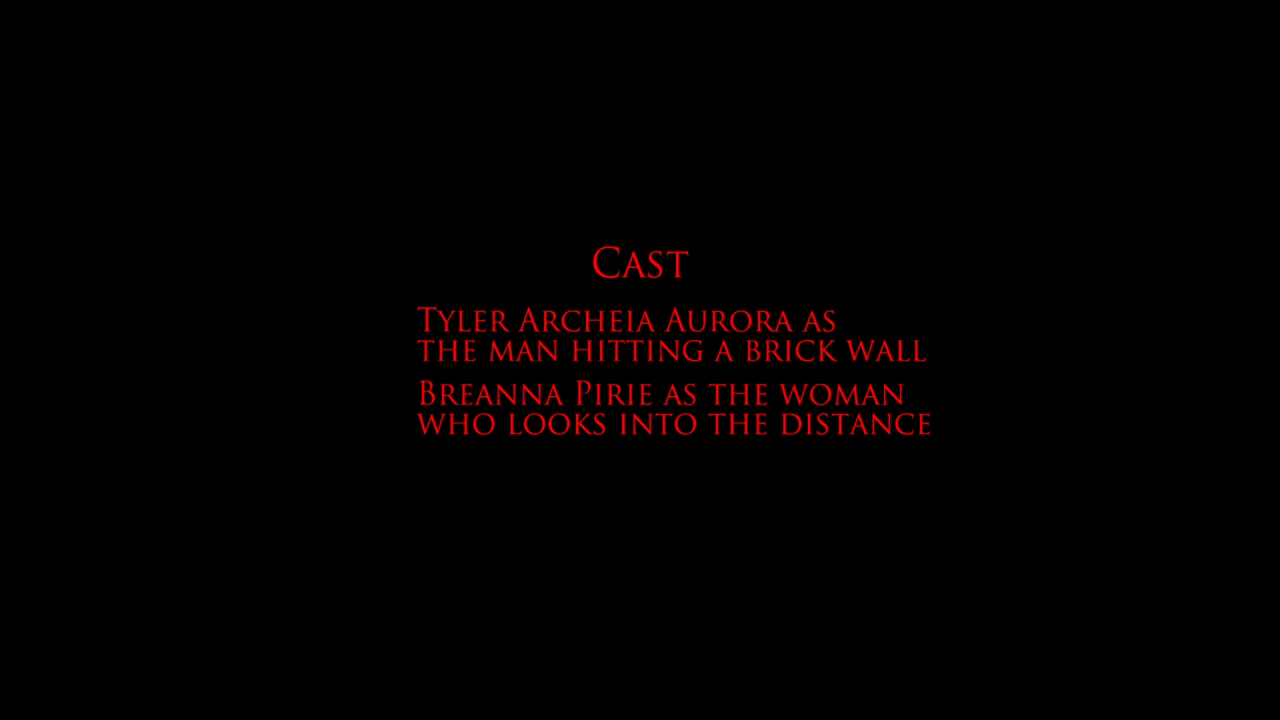 Cast
Tyler Archeia Aurora as
the man hitting a brick wall
Breanna Pirie as the woman
who looks into the distance